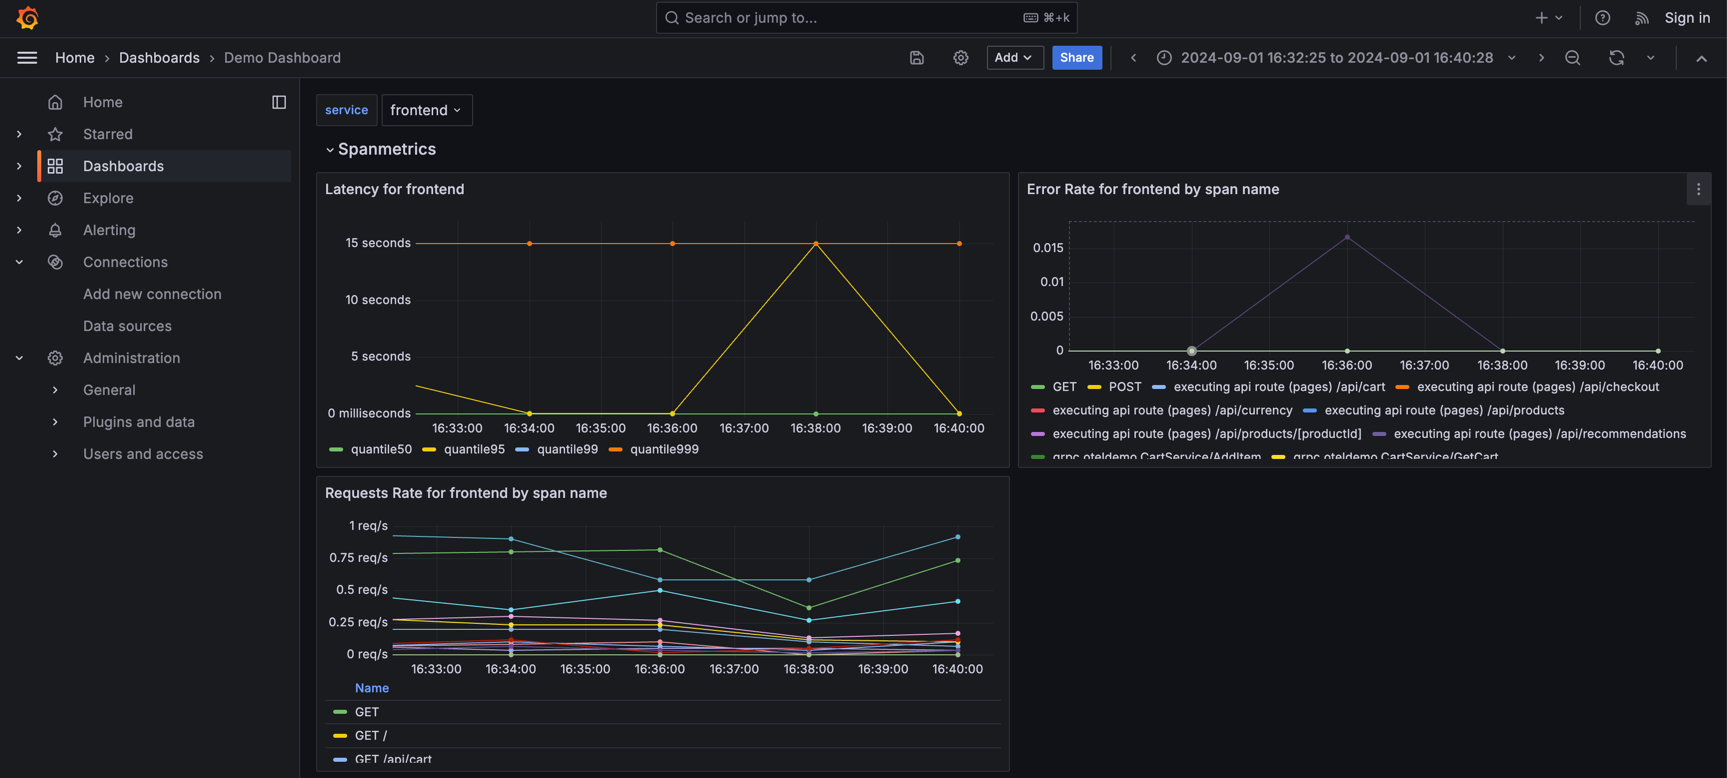 Search or jump to... ⌘+k Sign in
Home > Dashboards > Demo Dashboard Add Share 2024-09-01 16:32:25 to 2024-09-01 16:40:28
Home
Starred
Dashboards
Explore
Alerting
Connections
Add new connection
Data sources
Administration
General
Plugins and data
Users and access
service frontend
Spanmetrics
Latency for frontend
15 seconds
10 seconds
5 seconds
0 milliseconds
16:33:00 16:34:00 16:35:00 16:36:00 16:37:00 16:38:00 16:39:00 16:40:00
quantile50 quantile95 quantile99 quantile999
Error Rate for frontend by span name
0.015
0.01
0.005
0
16:33:00 16:34:00 16:35:00 16:36:00 16:37:00 16:38:00 16:39:00 16:40:00
GET POST executing api route (pages) /api/cart executing api route (pages) /api/checkout
executing api route (pages) /api/currency executing api route (pages) /api/products
executing api route (pages) /api/products/[productId] executing api route (pages) /api/recommendations
grpc.oteldemo.CartService/AddItem grpc.oteldemo.CartService/GetCart
Requests Rate for frontend by span name
1 req/s
0.75 req/s
0.5 req/s
0.25 req/s
0 req/s
16:33:00 16:34:00 16:35:00 16:36:00 16:37:00 16:38:00 16:39:00 16:40:00
Name
GET
GET /
GET /api/cart